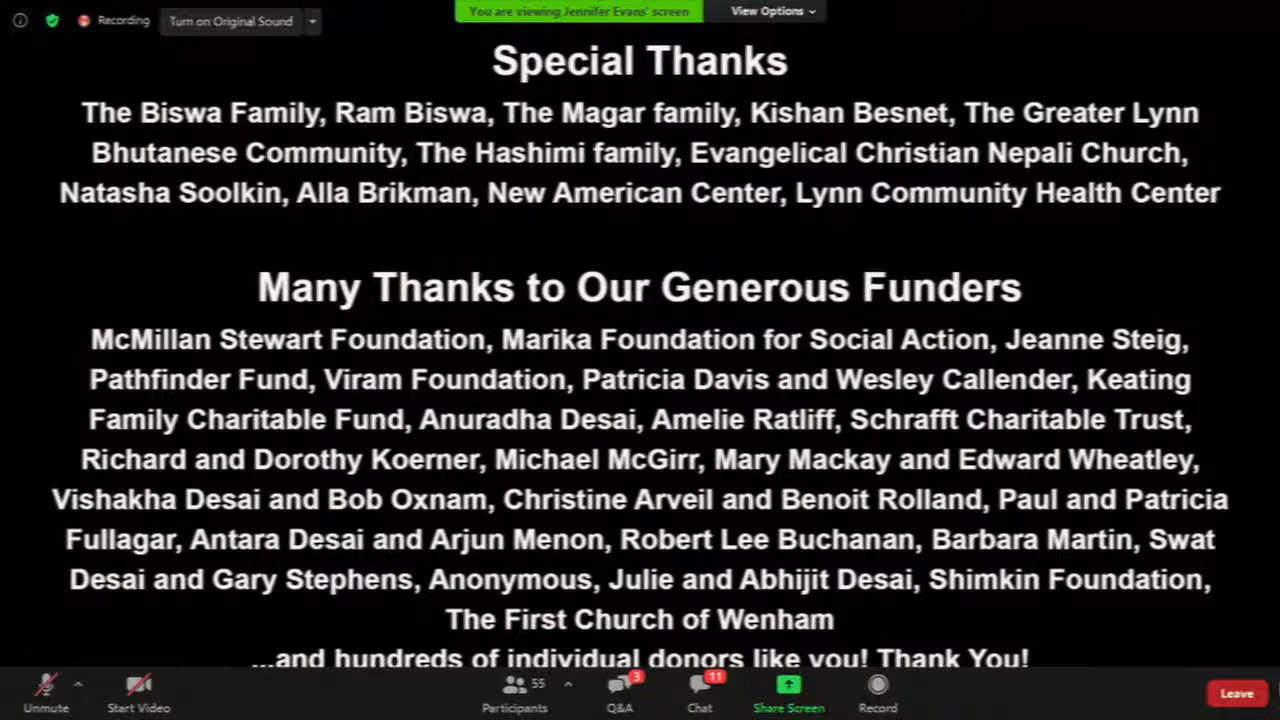 Recording
Turn on Original Sound
You are viewing Jennifer Evans' screen
View Options
Special Thanks
The Biswa Family, Ram Biswa, The Magar family, Kishan Besnet, The Greater Lynn
Bhutanese Community, The Hashimi family, Evangelical Christian Nepali Church,
Natasha Soolkin, Alla Brikman, New American Center, Lynn Community Health Center
Many Thanks to Our Generous Funders
McMillan Stewart Foundation, Marika Foundation for Social Action, Jeanne Steig,
Pathfinder Fund, Viram Foundation, Patricia Davis and Wesley Callender, Keating
Family Charitable Fund, Anuradha Desai, Amelie Ratliff, Schrafft Charitable Trust,
Richard and Dorothy Koerner, Michael McGirr, Mary Mackay and Edward Wheatley,
Vishakha Desai and Bob Oxnam, Christine Arveil and Benoit Rolland, Paul and Patricia
Fullagar, Antara Desai and Arjun Menon, Robert Lee Buchanan, Barbara Martin, Swat
Desai and Gary Stephens, Anonymous, Julie and Abhijit Desai, Shimkin Foundation,
The First Church of Wenham
...and hundreds of individual donors like you! Thank You!
55 3 11
Unmute Start Video Participants Q&A Chat Share Screen Record Leave